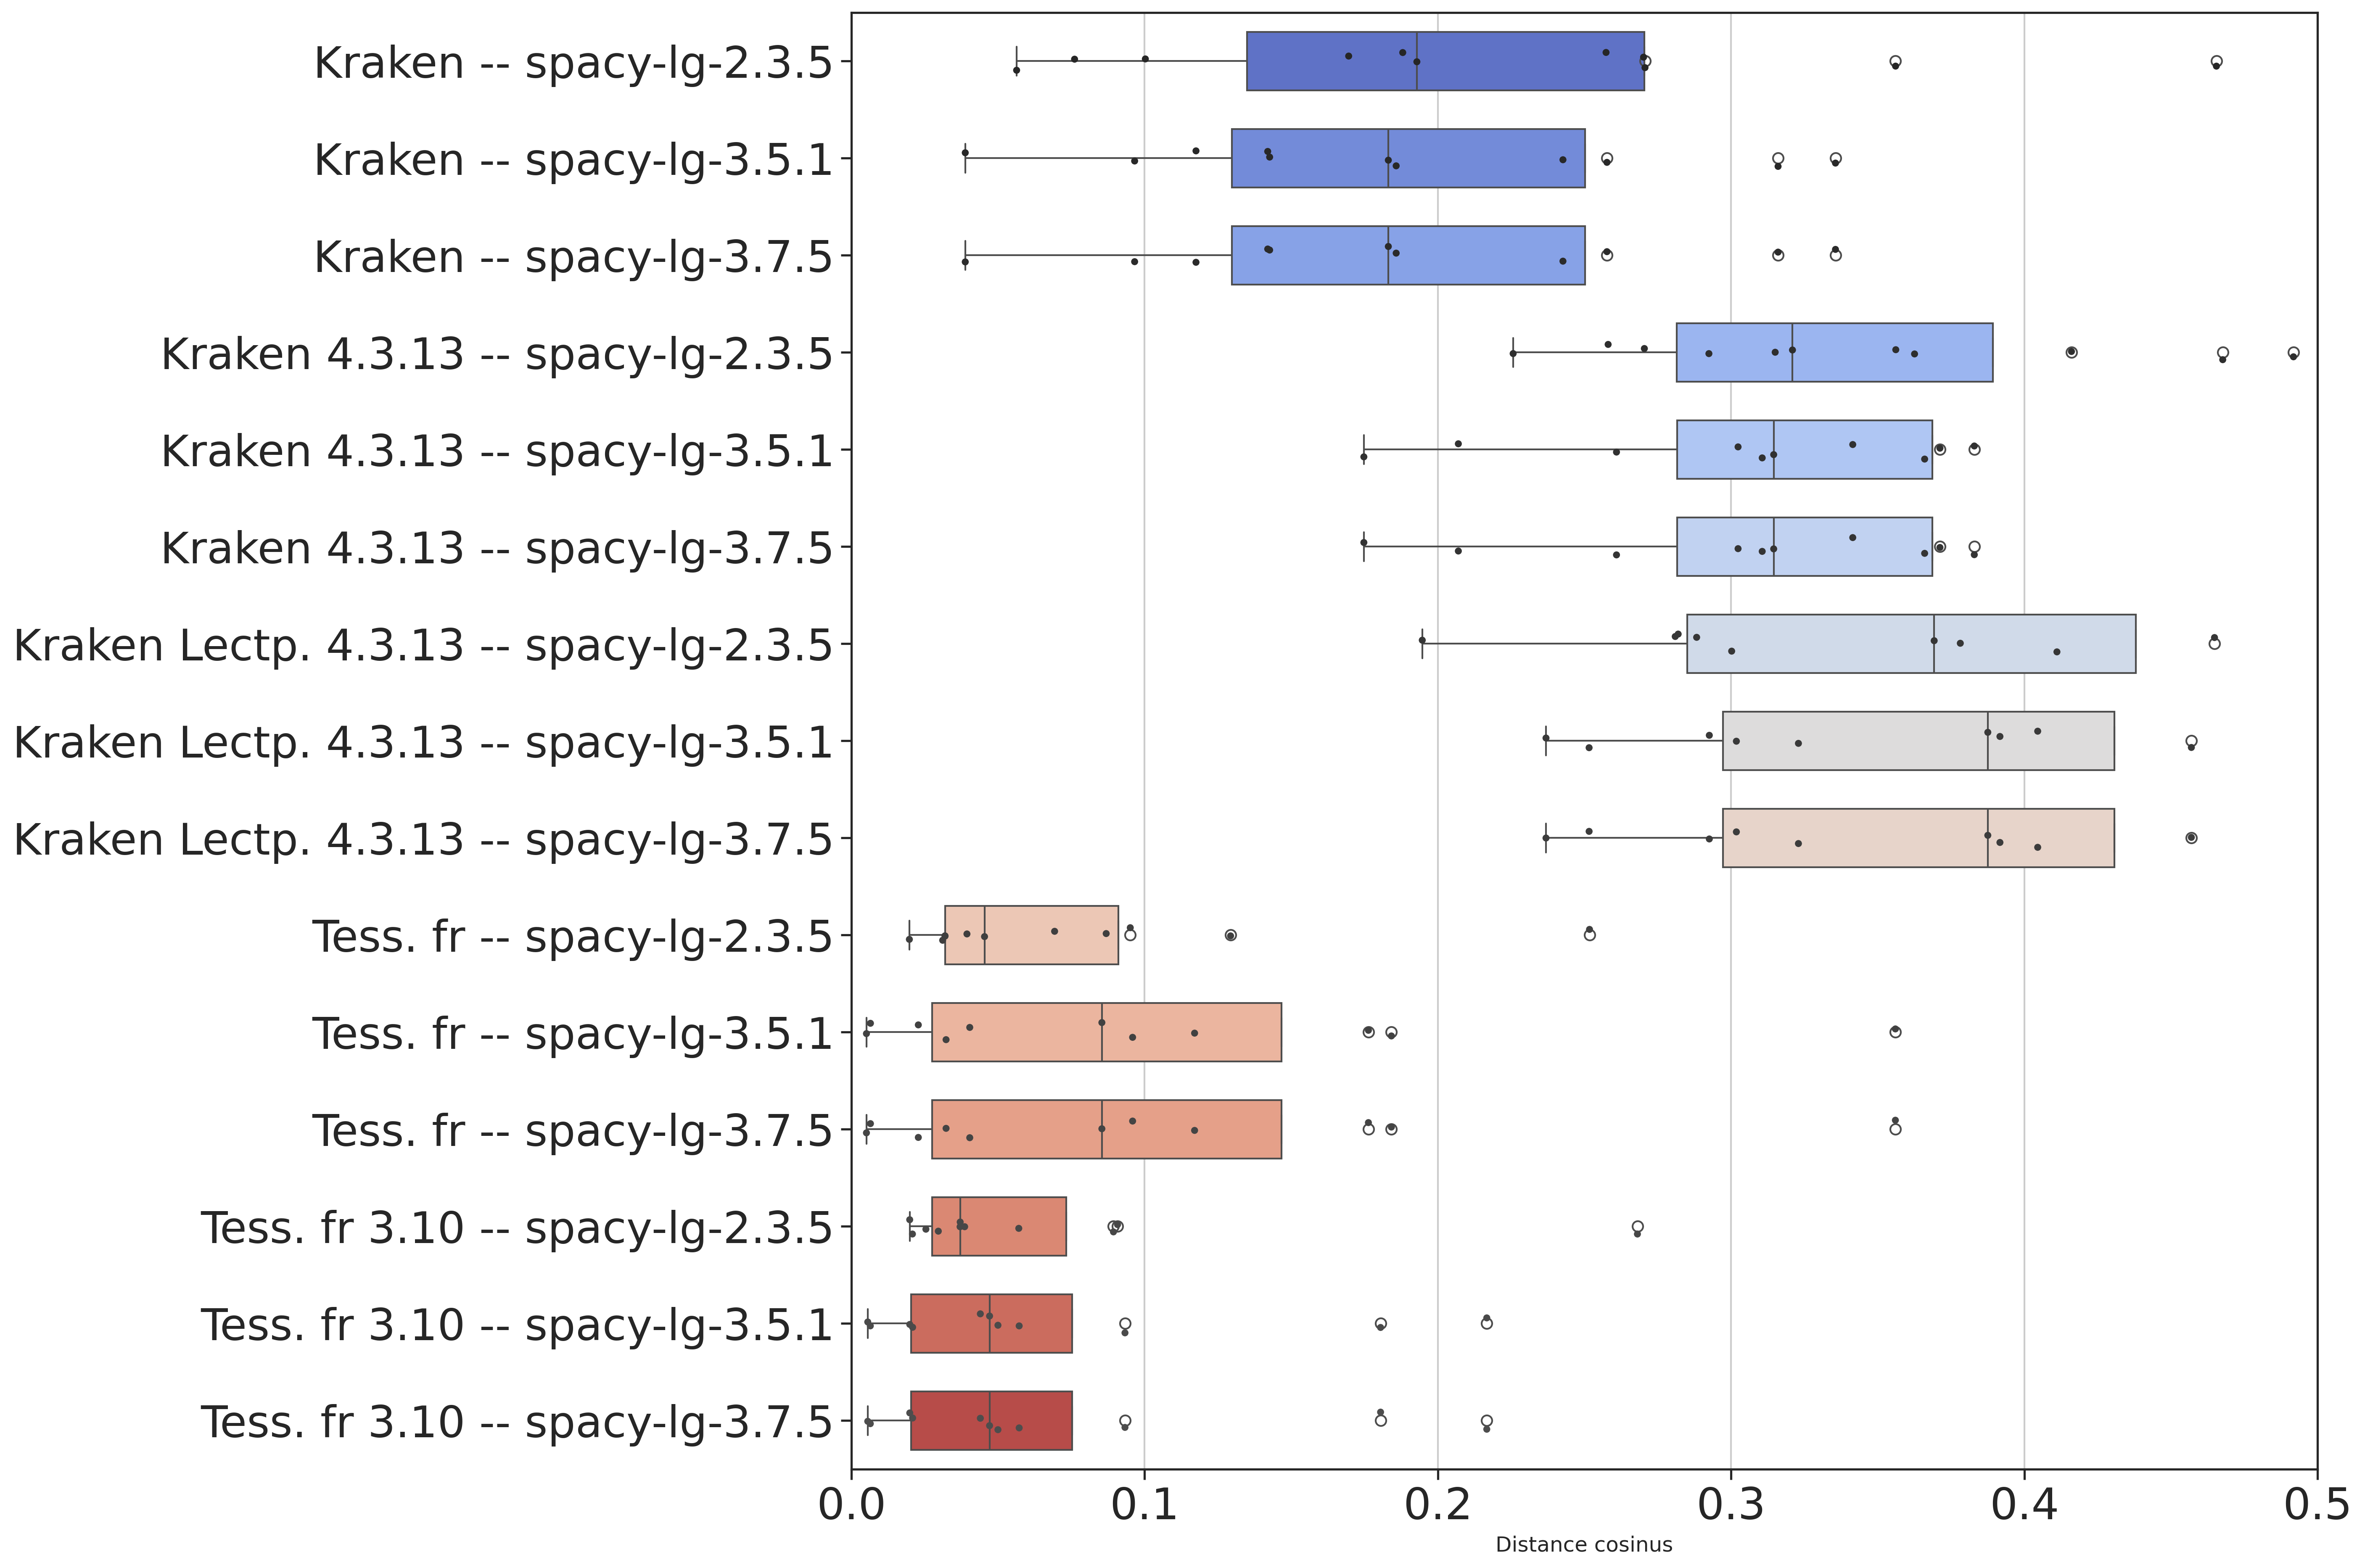 Kraken -- spacy-lg-2.3.5
Kraken -- spacy-lg-3.5.1
Kraken -- spacy-lg-3.7.5
Kraken 4.3.13 -- spacy-lg-2.3.5
Kraken 4.3.13 -- spacy-lg-3.5.1
Kraken 4.3.13 -- spacy-lg-3.7.5
Kraken Lectp. 4.3.13 -- spacy-lg-2.3.5
Kraken Lectp. 4.3.13 -- spacy-lg-3.5.1
Kraken Lectp. 4.3.13 -- spacy-lg-3.7.5
Tess. fr -- spacy-lg-2.3.5
Tess. fr -- spacy-lg-3.5.1
Tess. fr -- spacy-lg-3.7.5
Tess. fr 3.10 -- spacy-lg-2.3.5
Tess. fr 3.10 -- spacy-lg-3.5.1
Tess. fr 3.10 -- spacy-lg-3.7.5
0.0 0.1 0.2 0.3 0.4 0.5
Distance cosinus